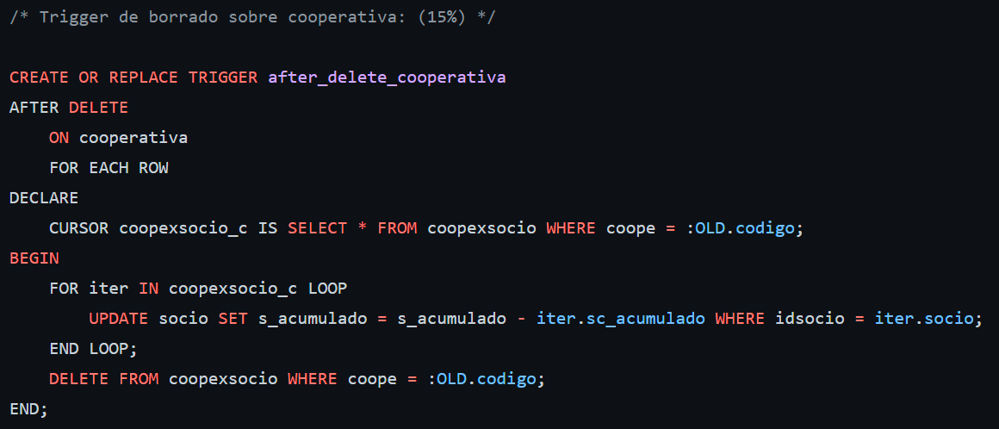 /* Trigger de borrado sobre cooperativa: (15%) */
CREATE OR REPLACE TRIGGER after_delete_cooperativa
AFTER DELETE
    ON cooperativa
    FOR EACH ROW
DECLARE
    CURSOR coopexsocio_c IS SELECT * FROM coopexsocio WHERE coope = :OLD.codigo;
BEGIN
    FOR iter IN coopexsocio_c LOOP
        UPDATE socio SET s_acumulado = s_acumulado - iter.sc_acumulado WHERE idsocio = iter.socio;
    END LOOP;
    DELETE FROM coopexsocio WHERE coope = :OLD.codigo;
END;